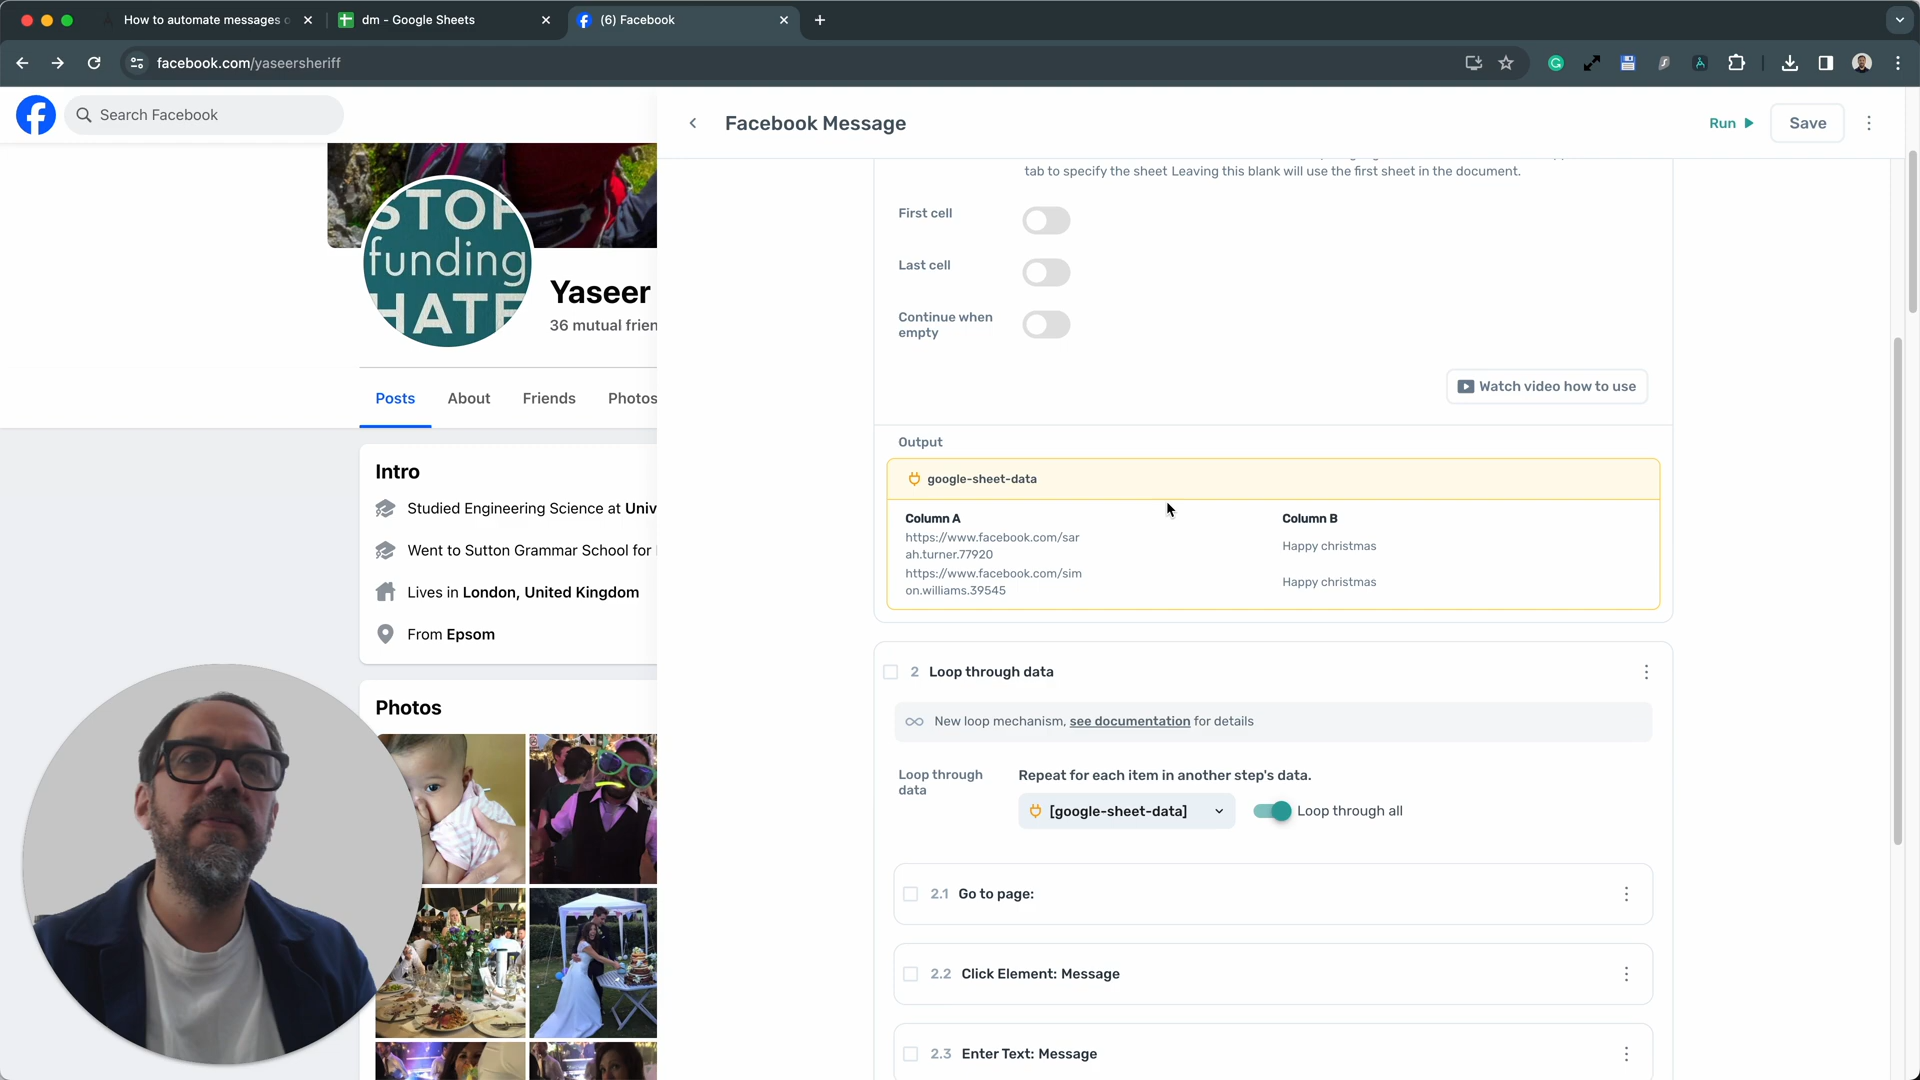 How to automate messages o
dm - Google Sheets
(6) Facebook
facebook.com/yaseersheriff
Search Facebook
Facebook Message
Run
Save
tab to specify the sheet Leaving this blank will use the first sheet in the document.
First cell
Last cell
Continue when
empty
Watch video how to use
Output
google-sheet-data
Column A
Column B
https://www.facebook.com/sar
ah.turner.77920
Happy christmas
https://www.facebook.com/sim
on.williams.39545
Happy christmas
2 Loop through data
New loop mechanism, see documentation for details
Loop through
data
Repeat for each item in another step's data.
[google-sheet-data]
Loop through all
2.1 Go to page:
2.2 Click Element: Message
2.3 Enter Text: Message
STOP
funding
HATE
Yaseer
36 mutual frien
Posts
About
Friends
Photos
Intro
Studied Engineering Science at Univ
Went to Sutton Grammar School for
Lives in London, United Kingdom
From Epsom
Photos